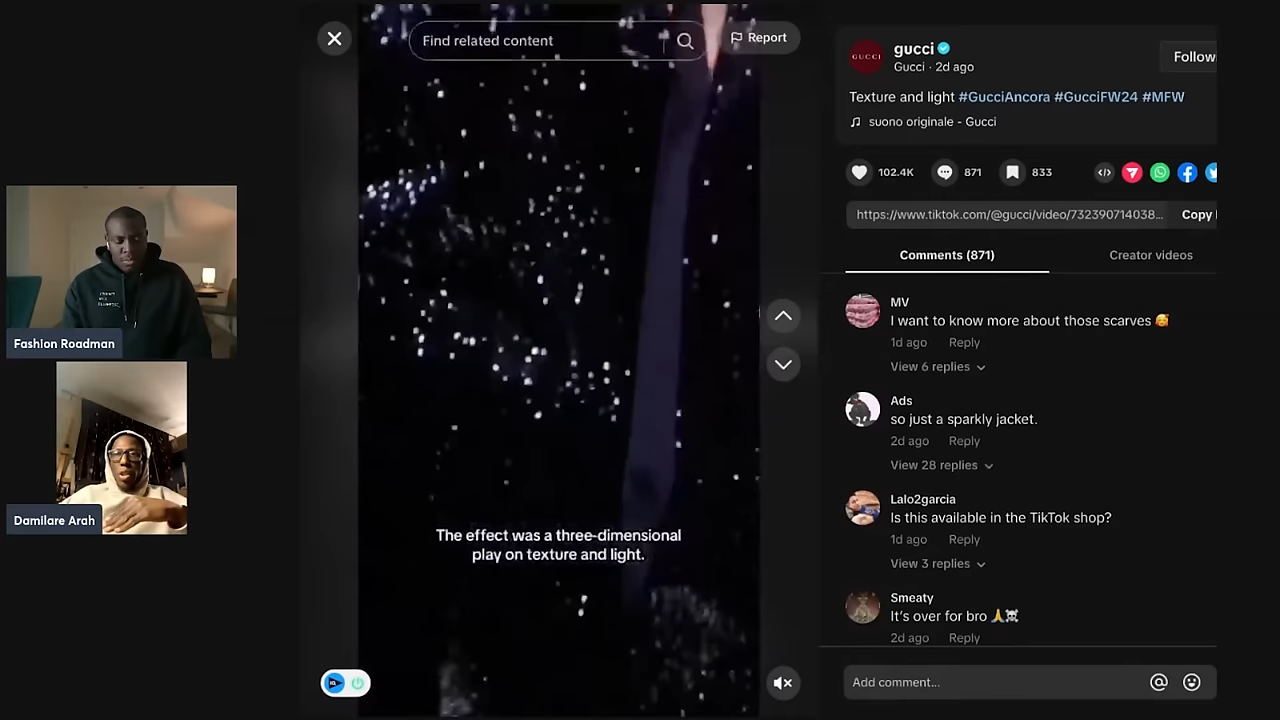 Find related content
Report
GUCCI
gucci
Gucci · 2d ago
Follow
Texture and light #GucciAncora #GucciFW24 #MFW
suono originale - Gucci
102.4K
871
833
https://www.tiktok.com/@gucci/video/732390714038...
Copy
Comments (871)
Creator videos
MV
I want to know more about those scarves 🥰
1d ago
Reply
View 6 replies
Ads
so just a sparkly jacket.
2d ago
Reply
View 28 replies
Lalo2garcia
Is this available in the TikTok shop?
1d ago
Reply
View 3 replies
Smeaty
It's over for bro 🙏☠️
2d ago
Reply
Add comment...
Fashion Roadman
Damilare Arah
The effect was a three-dimensional
play on texture and light.